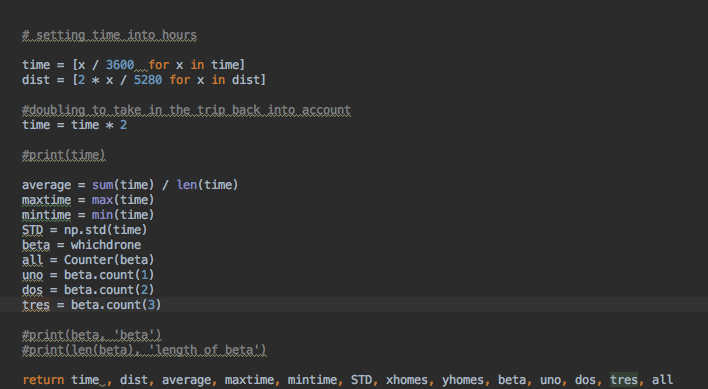 # setting time into hours
time = [x / 3600  for x in time]
dist = [2 * x / 5280 for x in dist]
#doubling to take in the trip back into account
time = time * 2
#print(time)
average = sum(time) / len(time)
maxtime = max(time)
mintime = min(time)
STD = np.std(time)
beta = whichdrone
all = Counter(beta)
uno = beta.count(1)
dos = beta.count(2)
tres = beta.count(3)
#print(beta, 'beta')
#print(len(beta), 'length of beta')
return time , dist, average, maxtime, mintime, STD, xhomes, yhomes, beta, uno, dos, tres, all